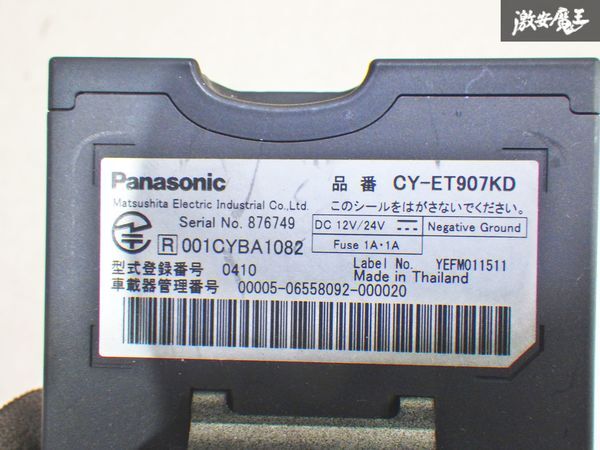 激安魔王
Panasonic 品番 CY-ET907KD
Matsushita Electric Industrial Co.,Ltd. このシールをはがさないでください。
Serial No. 876749 DC 12V/24V Negative Ground
R 001CYBA1082 Fuse 1A・1A
Label No. YEFM011511
型式登録番号 0410 Made in Thailand
車載器管理番号 00005-06558092-000020